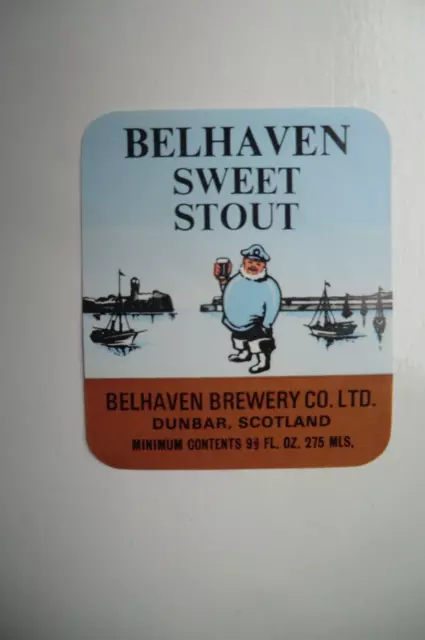 BELHAVEN
SWEET
STOUT
BELHAVEN BREWERY CO. LTD.
DUNBAR, SCOTLAND
MINIMUM CONTENTS 9⅔ FL. OZ. 275 MLS.